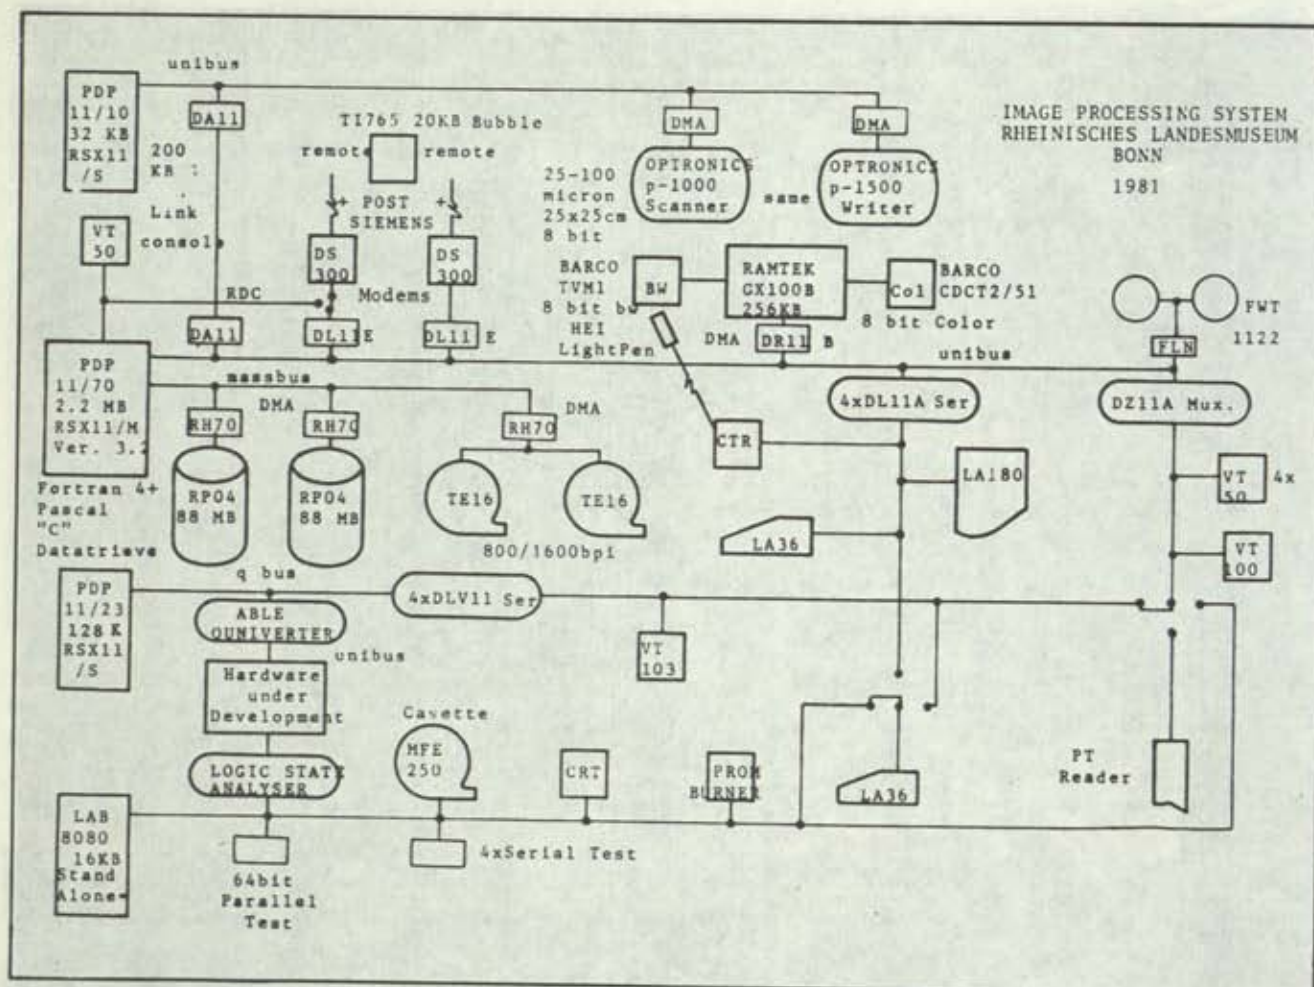 IMAGE PROCESSING SYSTEM
RHEINISCHES LANDESMUSEUM
BONN
1981
unibus
PDP
11/10
32 KB
RSX11
/S
DA11
200
KB
Link
VT
50
console
TI765 20KB Bubble
remote
remote
POST
SIEMENS
DS
300
DS
300
RDC
Modems
DA11
DL11 E
DL11 E
DMA
DMA
OPTRONICS
p-1000
Scanner
25-100
micron
25x25cm
8 bit
same
OPTRONICS
p-1500
Writer
BARCO
TVM1
8 bit bw
HEI
LightPen
BW
RAMTEK
GX100B
256KB
Col
BARCO
CDCT2/51
8 bit Color
DMA
DR11 B
unibus
FWT
1122
FLN
PDP
11/70
2.2 MB
RSX11/M
Ver. 3.2
massbus
DMA
RH70
RH70
RH70
DMA
RP04
88 MB
RP04
88 MB
TE16
TE16
800/1600bpi
Fortran 4+
Pascal
"C"
Datatrieve
4xDL11A Ser
DZ11A Mux.
CTR
LA180
LA36
VT
50
4x
VT
100
PDP
11/23
128 K
RSX11
/S
q bus
4xDLV11 Ser
ABLE
QUNIVERTER
unibus
VT
103
Hardware
under
Development
LOGIC STATE
ANALYSER
Casette
MFE
250
CRT
PROM
BURNER
LA36
PT
Reader
LAB
8080
16KB
Stand
Alone
64bit
Parallel
Test
4xSerial Test